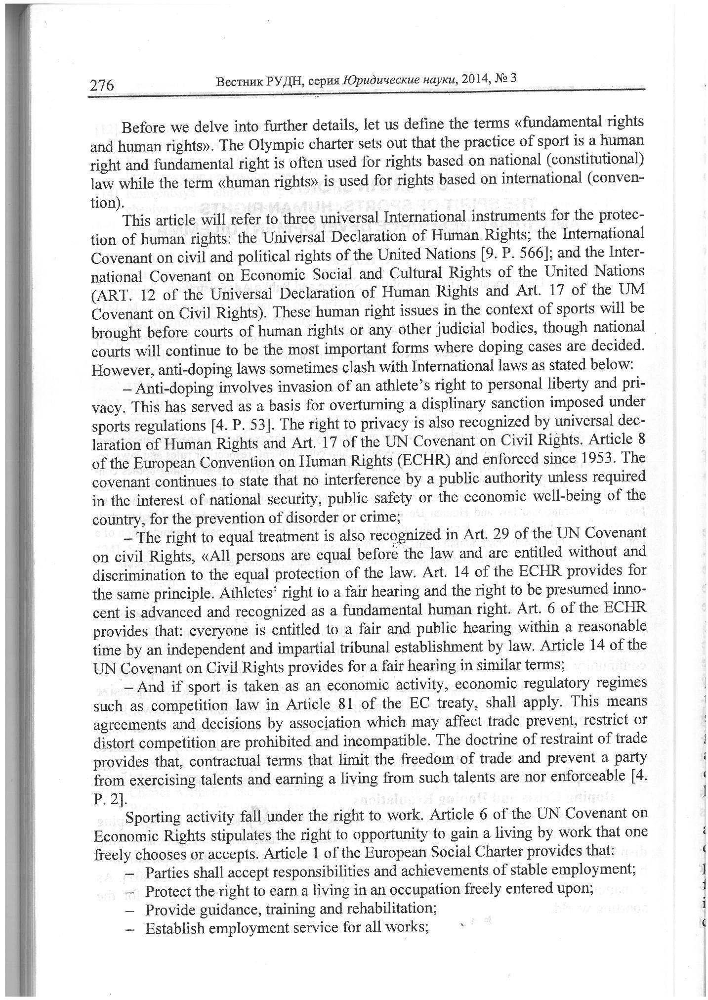 276
Вестник РУДН, серия Юридические науки, 2014, № 3
Before we delve into further details, let us define the terms «fundamental rights
and human rights». The Olympic charter sets out that the practice of sport is a human
right and fundamental right is often used for rights based on national (constitutional)
law while the term «human rights» is used for rights based on international (conven-
tion).
This article will refer to three universal International instruments for the protec-
tion of human rights: the Universal Declaration of Human Rights; the International
Covenant on civil and political rights of the United Nations [9. P. 566]; and the Inter-
national Covenant on Economic Social and Cultural Rights of the United Nations
(ART. 12 of the Universal Declaration of Human Rights and Art. 17 of the UM
Covenant on Civil Rights). These human right issues in the context of sports will be
brought before courts of human rights or any other judicial bodies, though national
courts will continue to be the most important forms where doping cases are decided.
However, anti-doping laws sometimes clash with International laws as stated below:
– Anti-doping involves invasion of an athlete’s right to personal liberty and pri-
vacy. This has served as a basis for overturning a displinary sanction imposed under
sports regulations [4. P. 53]. The right to privacy is also recognized by universal dec-
laration of Human Rights and Art. 17 of the UN Covenant on Civil Rights. Article 8
of the European Convention on Human Rights (ECHR) and enforced since 1953. The
covenant continues to state that no interference by a public authority unless required
in the interest of national security, public safety or the economic well-being of the
country, for the prevention of disorder or crime;
– The right to equal treatment is also recognized in Art. 29 of the UN Covenant
on civil Rights, «All persons are equal before the law and are entitled without and
discrimination to the equal protection of the law. Art. 14 of the ECHR provides for
the same principle. Athletes’ right to a fair hearing and the right to be presumed inno-
cent is advanced and recognized as a fundamental human right. Art. 6 of the ECHR
provides that: everyone is entitled to a fair and public hearing within a reasonable
time by an independent and impartial tribunal establishment by law. Article 14 of the
UN Covenant on Civil Rights provides for a fair hearing in similar terms;
– And if sport is taken as an economic activity, economic regulatory regimes
such as competition law in Article 81 of the EC treaty, shall apply. This means
agreements and decisions by association which may affect trade prevent, restrict or
distort competition are prohibited and incompatible. The doctrine of restraint of trade
provides that, contractual terms that limit the freedom of trade and prevent a party
from exercising talents and earning a living from such talents are nor enforceable [4.
P. 2].
Sporting activity fall under the right to work. Article 6 of the UN Covenant on
Economic Rights stipulates the right to opportunity to gain a living by work that one
freely chooses or accepts. Article 1 of the European Social Charter provides that:
– Parties shall accept responsibilities and achievements of stable employment;
– Protect the right to earn a living in an occupation freely entered upon;
– Provide guidance, training and rehabilitation;
– Establish employment service for all works;